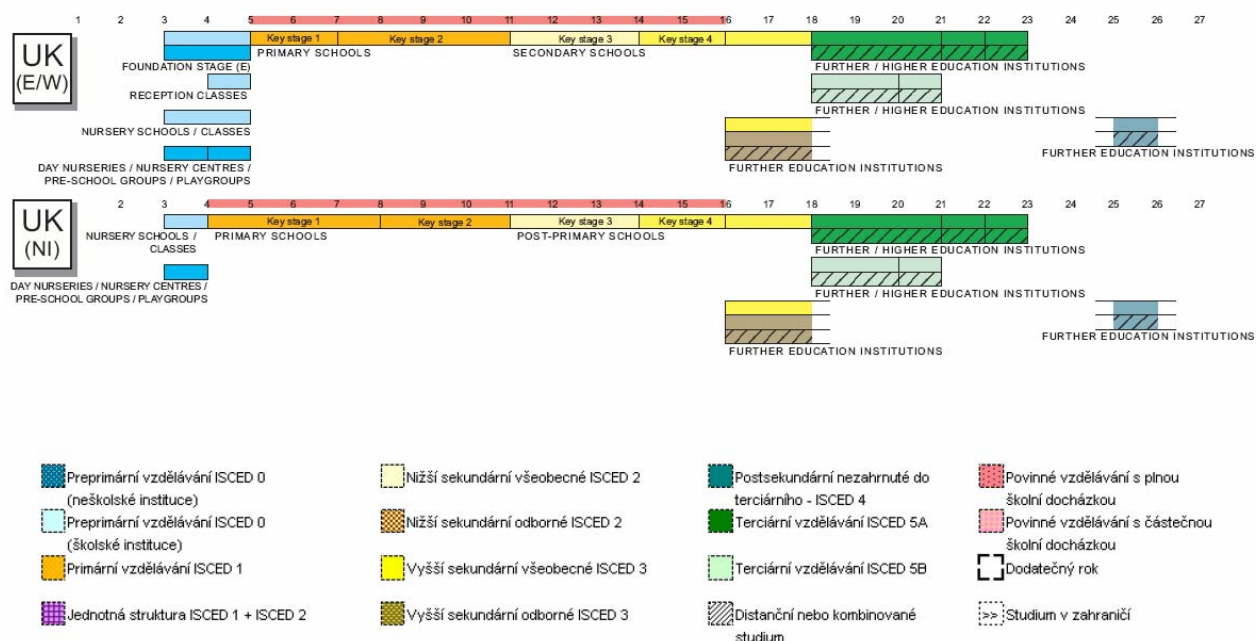 1 2 3 4 5 6 7 8 9 10 11 12 13 14 15 16 17 18 19 20 21 22 23 24 25 26 27
UK
(E/W)
Key stage 1 Key stage 2 Key stage 3 Key stage 4
PRIMARY SCHOOLS SECONDARY SCHOOLS
FOUNDATION STAGE (E) FURTHER / HIGHER EDUCATION INSTITUTIONS
RECEPTION CLASSES
FURTHER / HIGHER EDUCATION INSTITUTIONS
NURSERY SCHOOLS / CLASSES
FURTHER EDUCATION INSTITUTIONS
DAY NURSERIES / NURSERY CENTRES /
PRE-SCHOOL GROUPS / PLAYGROUPS
FURTHER EDUCATION INSTITUTIONS
2 3 4 5 6 7 8 9 10 11 12 13 14 15 16 17 18 19 20 21 22 23 24 25 26 27
UK
(NI)
Key stage 1 Key stage 2 Key stage 3 Key stage 4
NURSERY SCHOOLS /
CLASSES
PRIMARY SCHOOLS POST-PRIMARY SCHOOLS
FURTHER / HIGHER EDUCATION INSTITUTIONS
DAY NURSERIES / NURSERY CENTRES /
PRE-SCHOOL GROUPS / PLAYGROUPS
FURTHER / HIGHER EDUCATION INSTITUTIONS
FURTHER EDUCATION INSTITUTIONS
FURTHER EDUCATION INSTITUTIONS
Preprimární vzdělávání ISCED 0
(neškolské instituce)
Preprimární vzdělávání ISCED 0
(školské instituce)
Primární vzdělávání ISCED 1
Jednotná struktura ISCED 1 + ISCED 2
Nižší sekundární všeobecné ISCED 2
Nižší sekundární odborné ISCED 2
Vyšší sekundární všeobecné ISCED 3
Vyšší sekundární odborné ISCED 3
Postsekundární nezahrnuté do
terciárního - ISCED 4
Terciární vzdělávání ISCED 5A
Terciární vzdělávání ISCED 5B
Distanční nebo kombinované
studium
Povinné vzdělávání s plnou
školní docházkou
Povinné vzdělávání s částečnou
školní docházkou
Dodatečný rok
>> Studium v zahraničí